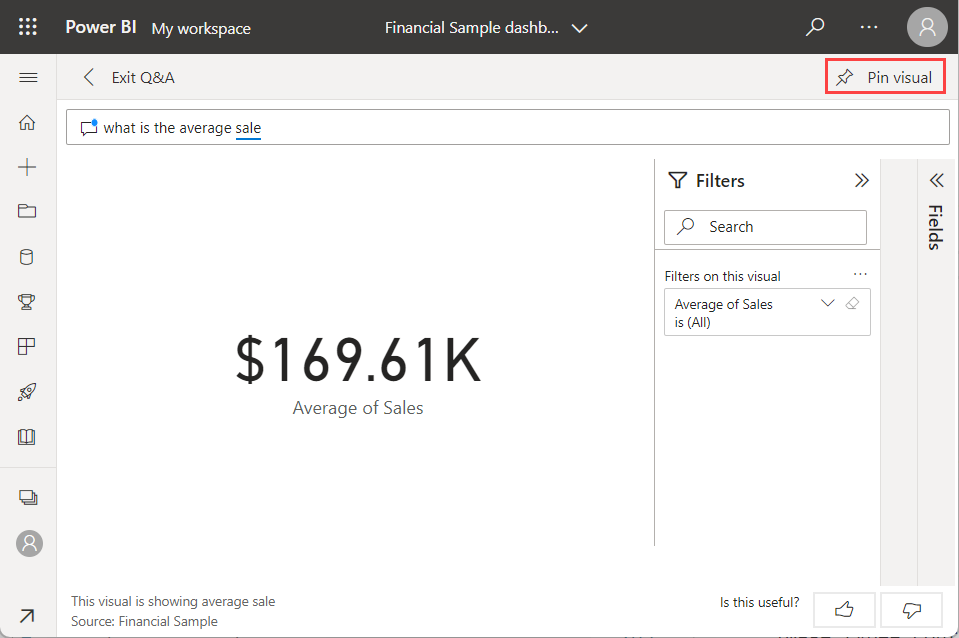 Power BI My workspace Financial Sample dashb...
Exit Q&A Pin visual
what is the average sale
Filters
Search
Fields
Filters on this visual
Average of Sales
is (All)
$169.61K
Average of Sales
This visual is showing average sale
Source: Financial Sample
Is this useful?